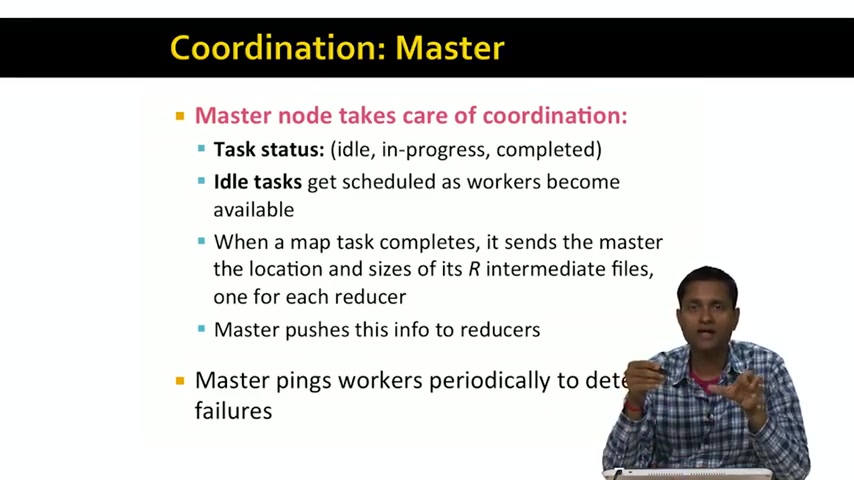 Coordination: Master
Master node takes care of coordination:
Task status: (idle, in-progress, completed)
Idle tasks get scheduled as workers become
available
When a map task completes, it sends the master
the location and sizes of its R intermediate files,
one for each reducer
Master pushes this info to reducers
Master pings workers periodically to
failures